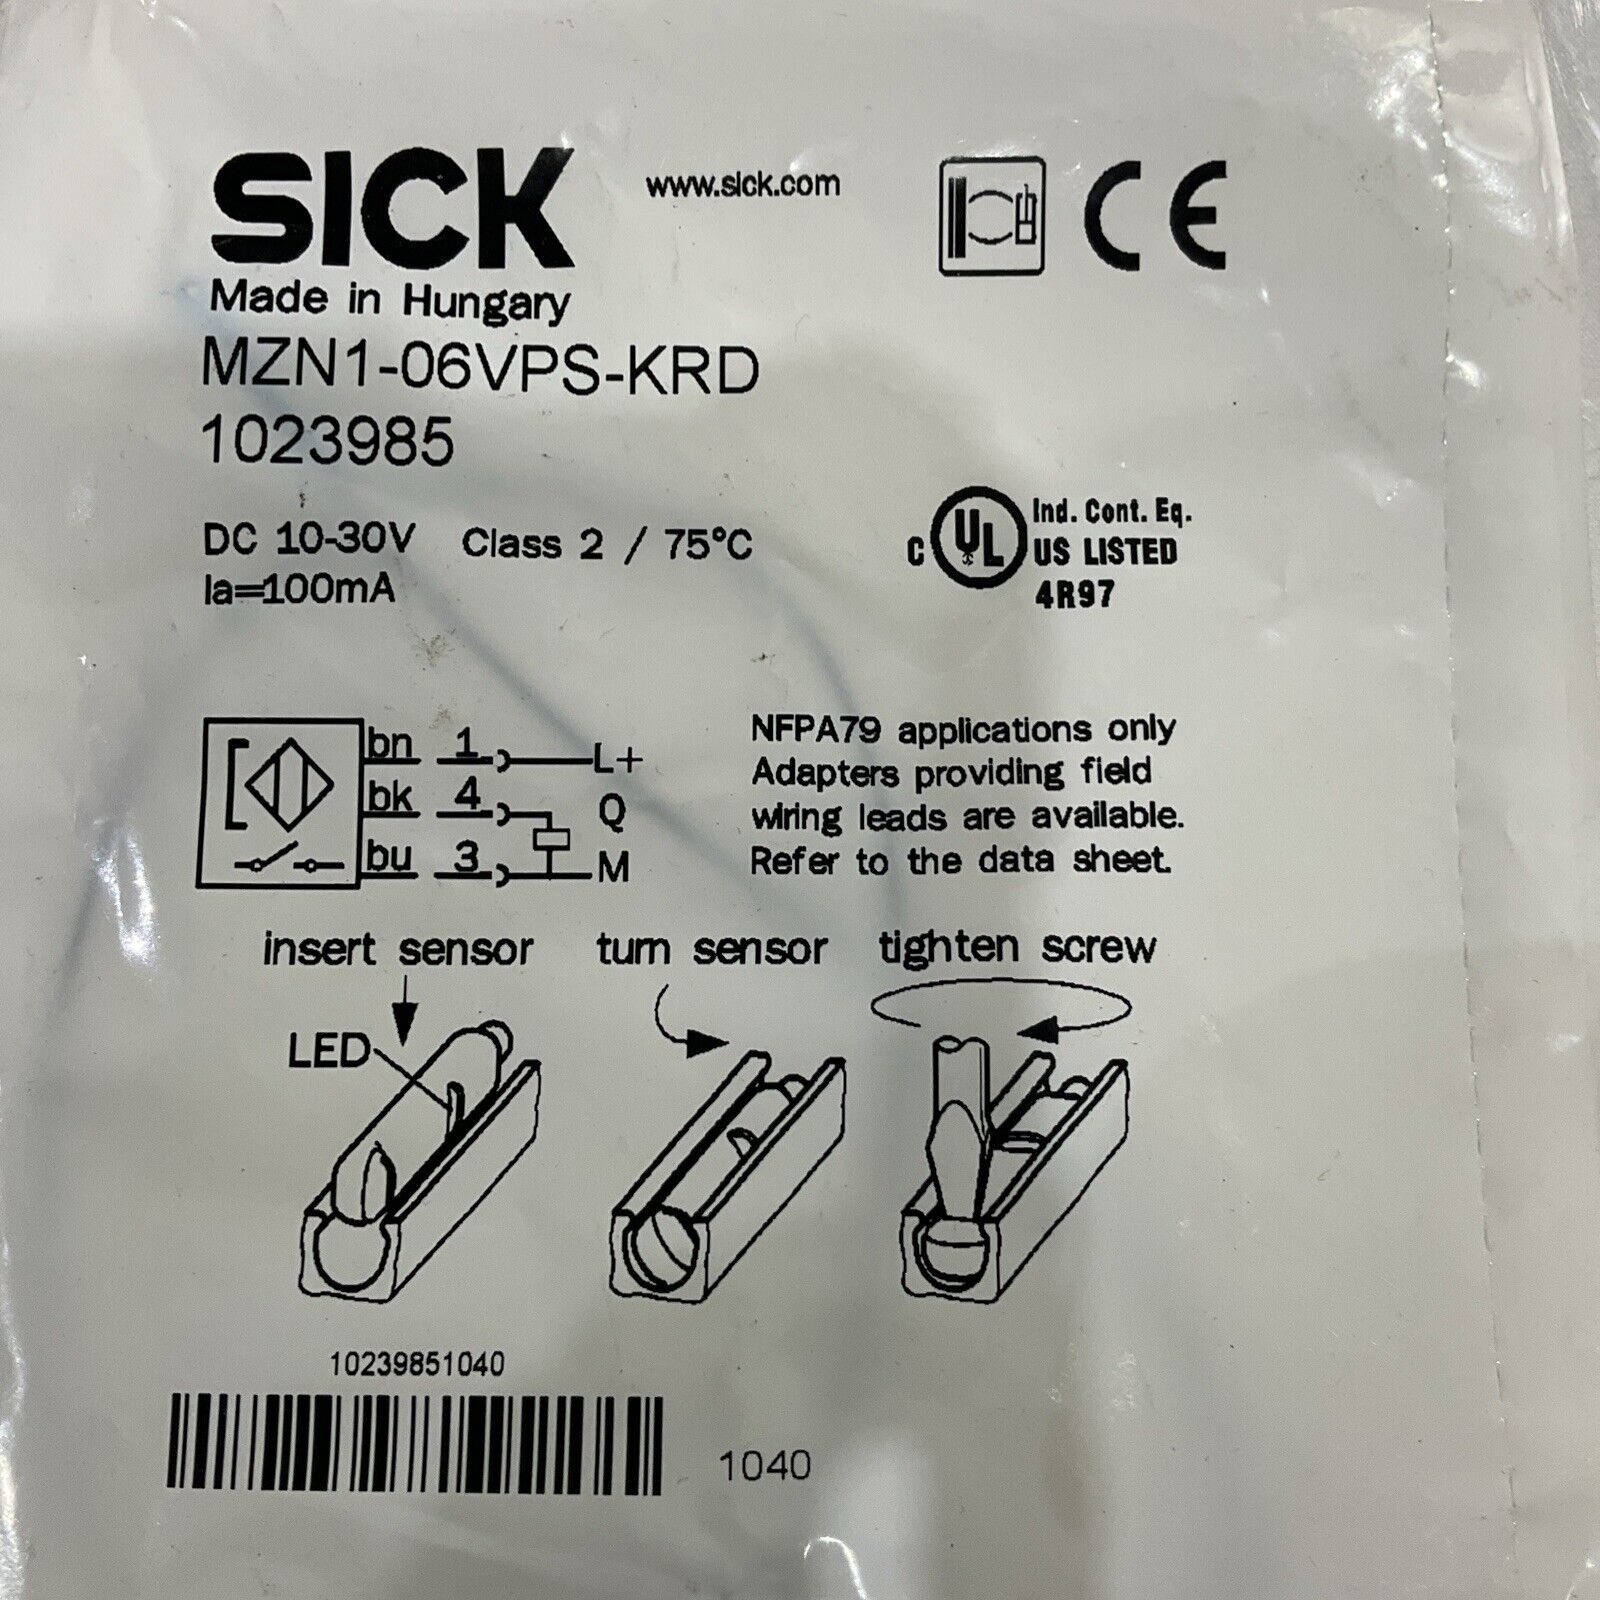 SICK
www.sick.com
CE
Made in Hungary
MZN1-06VPS-KRD
1023985
DC 10-30V Class 2 / 75°C
Ia=100mA
C UL Ind. Cont. Eq.
US LISTED
4R97
bn 1 L+
bk 4 Q
bu 3 M
NFPA79 applications only
Adapters providing field
wiring leads are available.
Refer to the data sheet.
insert sensor turn sensor tighten screw
LED
10239851040
1040